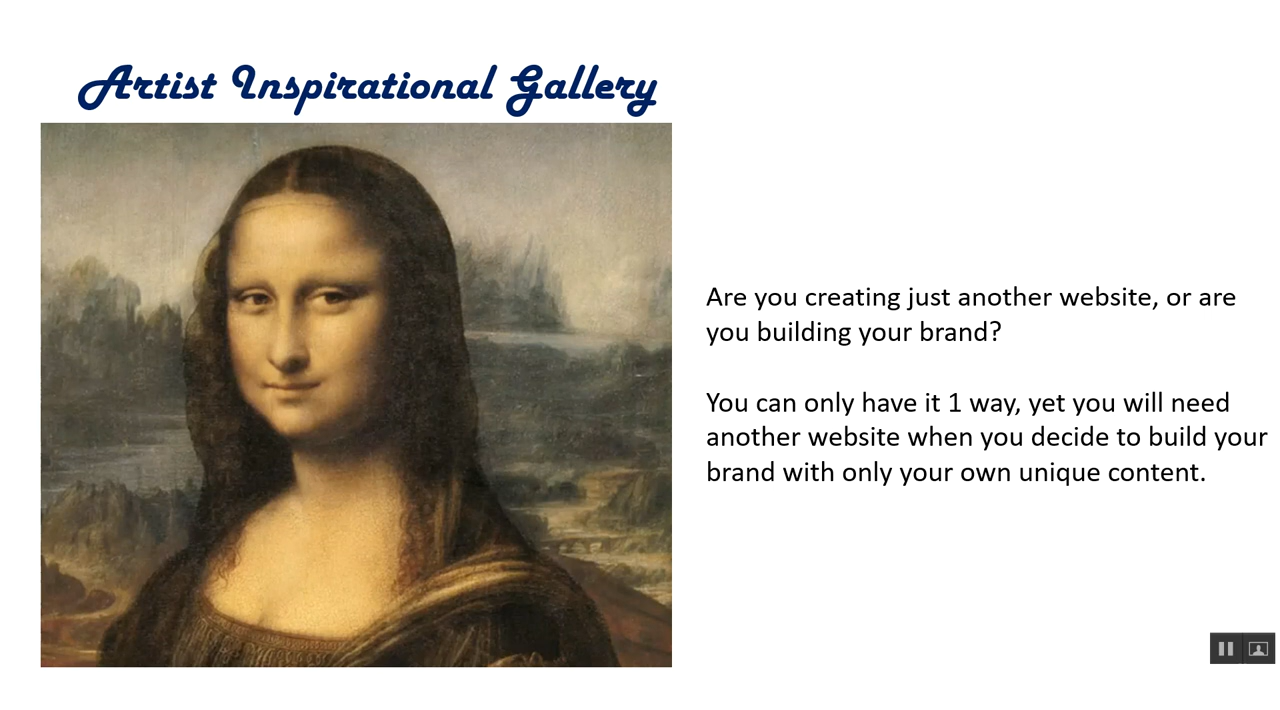 Artist Inspirational Gallery
Are you creating just another website, or are
you building your brand?
You can only have it 1 way, yet you will need
another website when you decide to build your
brand with only your own unique content.